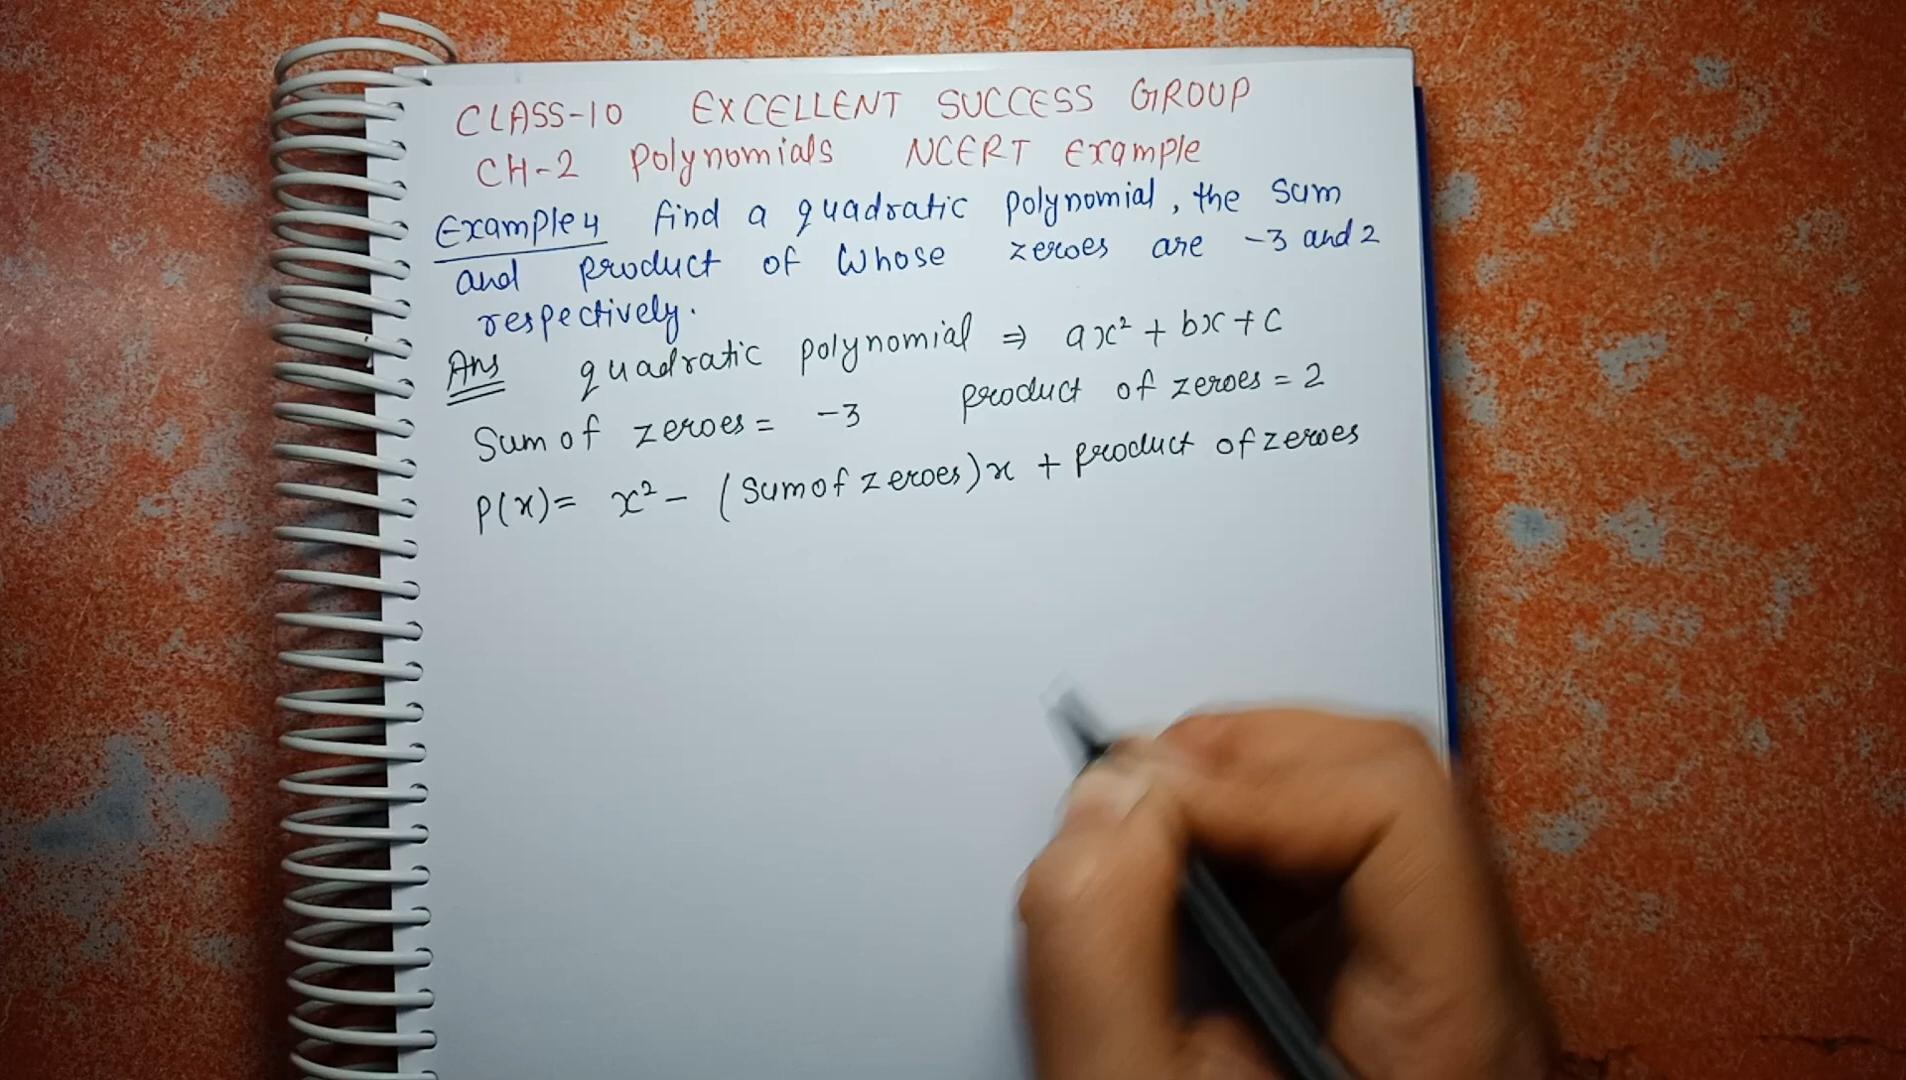 CLASS-10 EXCELLENT SUCCESS GROUP
CH-2 Polynomials NCERT Example
Example 4 find a quadratic polynomial, the sum
and product of whose zeroes are -3 and 2
respectively.
Ans quadratic polynomial ⇒ ax² + bx + c
Sum of zeroes = -3 product of zeroes = 2
P(x) = x² - (sum of zeroes)x + product of zeroes